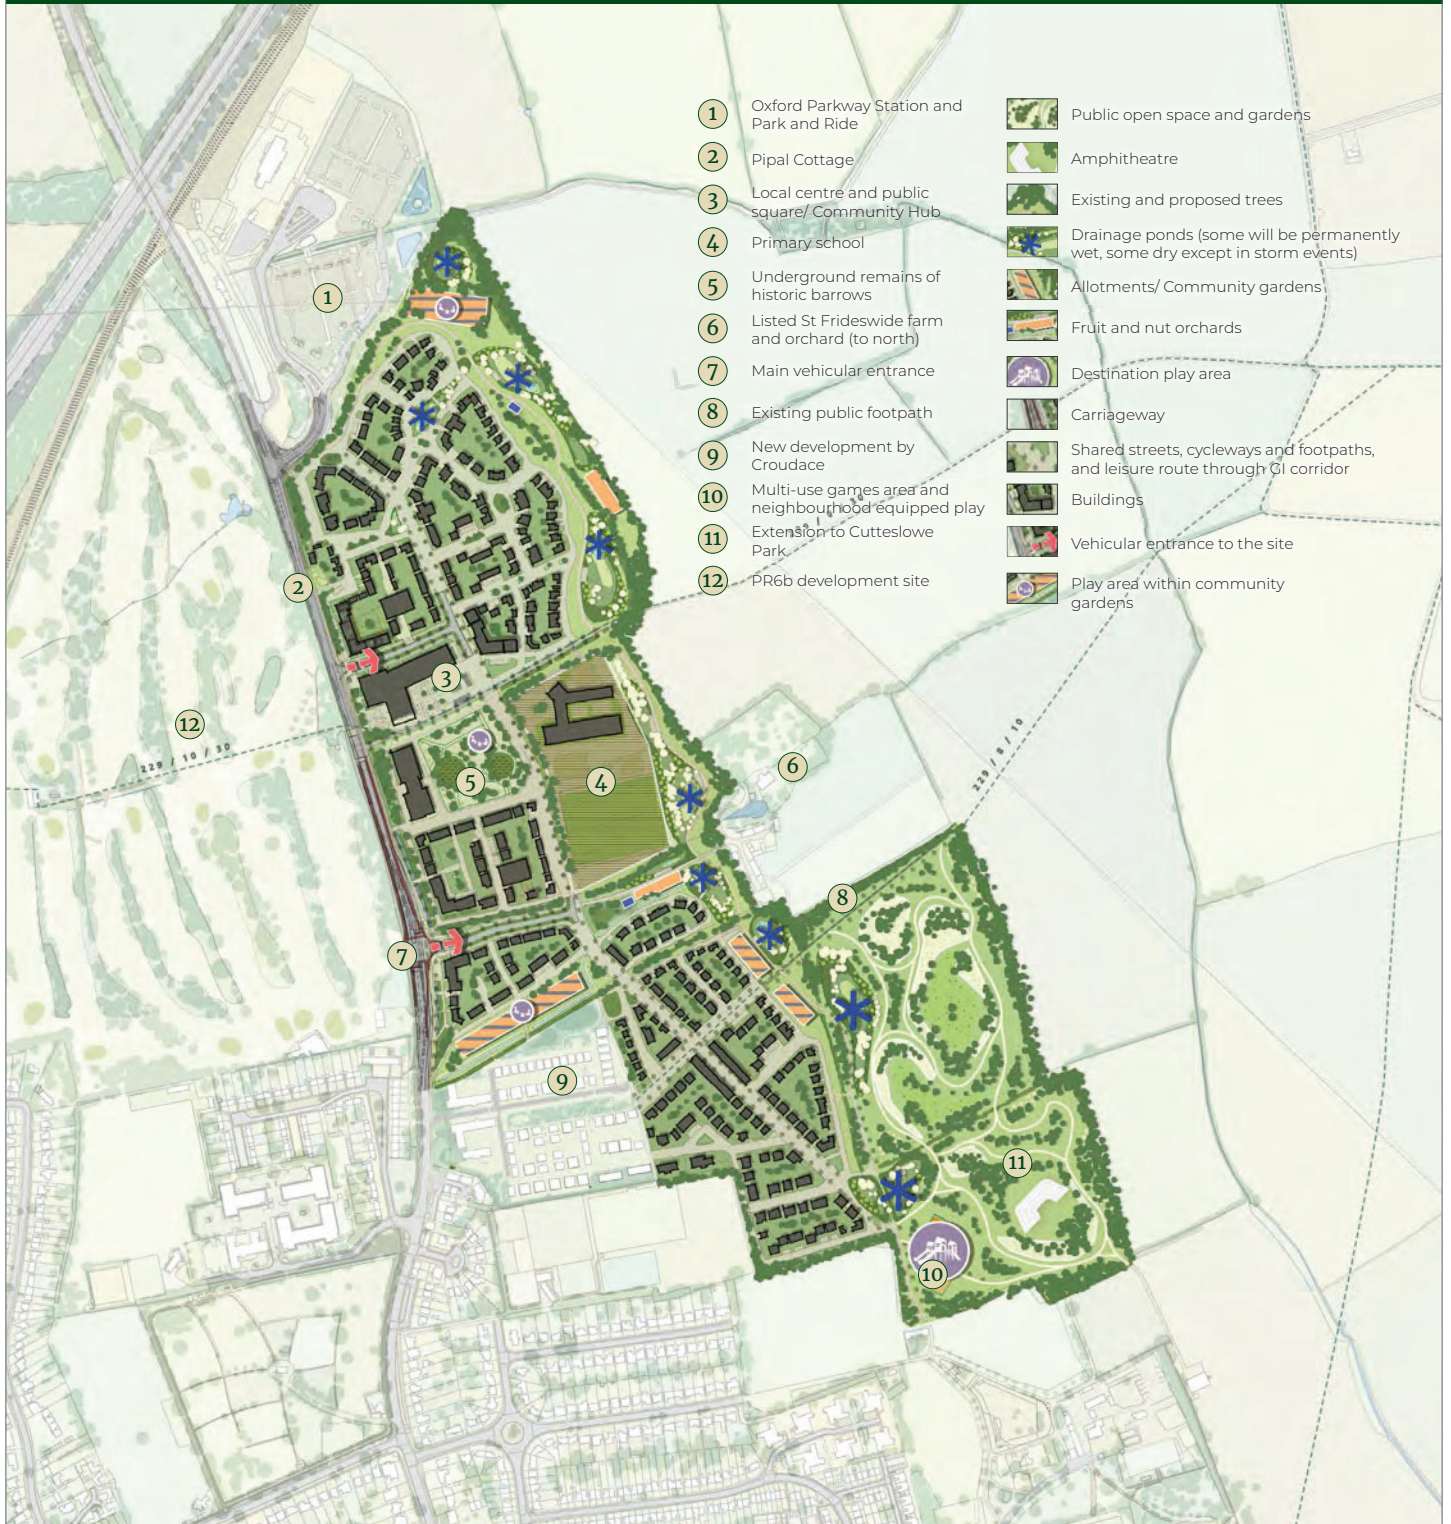 1 Oxford Parkway Station and
Park and Ride
2 Pipal Cottage
3 Local centre and public
square/ Community Hub
4 Primary school
5 Underground remains of
historic barrows
6 Listed St Frideswide farm
and orchard (to north)
7 Main vehicular entrance
8 Existing public footpath
9 New development by
Croudace
10 Multi-use games area and
neighbourhood equipped play
11 Extension to Cutteslowe
Park
12 PR6b development site
Public open space and gardens
Amphitheatre
Existing and proposed trees
Drainage ponds (some will be permanently
wet, some dry except in storm events)
Allotments/ Community gardens
Fruit and nut orchards
Destination play area
Carriageway
Shared streets, cycleways and footpaths,
and leisure route through GI corridor
Buildings
Vehicular entrance to the site
Play area within community
gardens
1
2
3
12
229 / 10 / 30
5
4
6
229 / 8 / 10
8
7
9
11
10